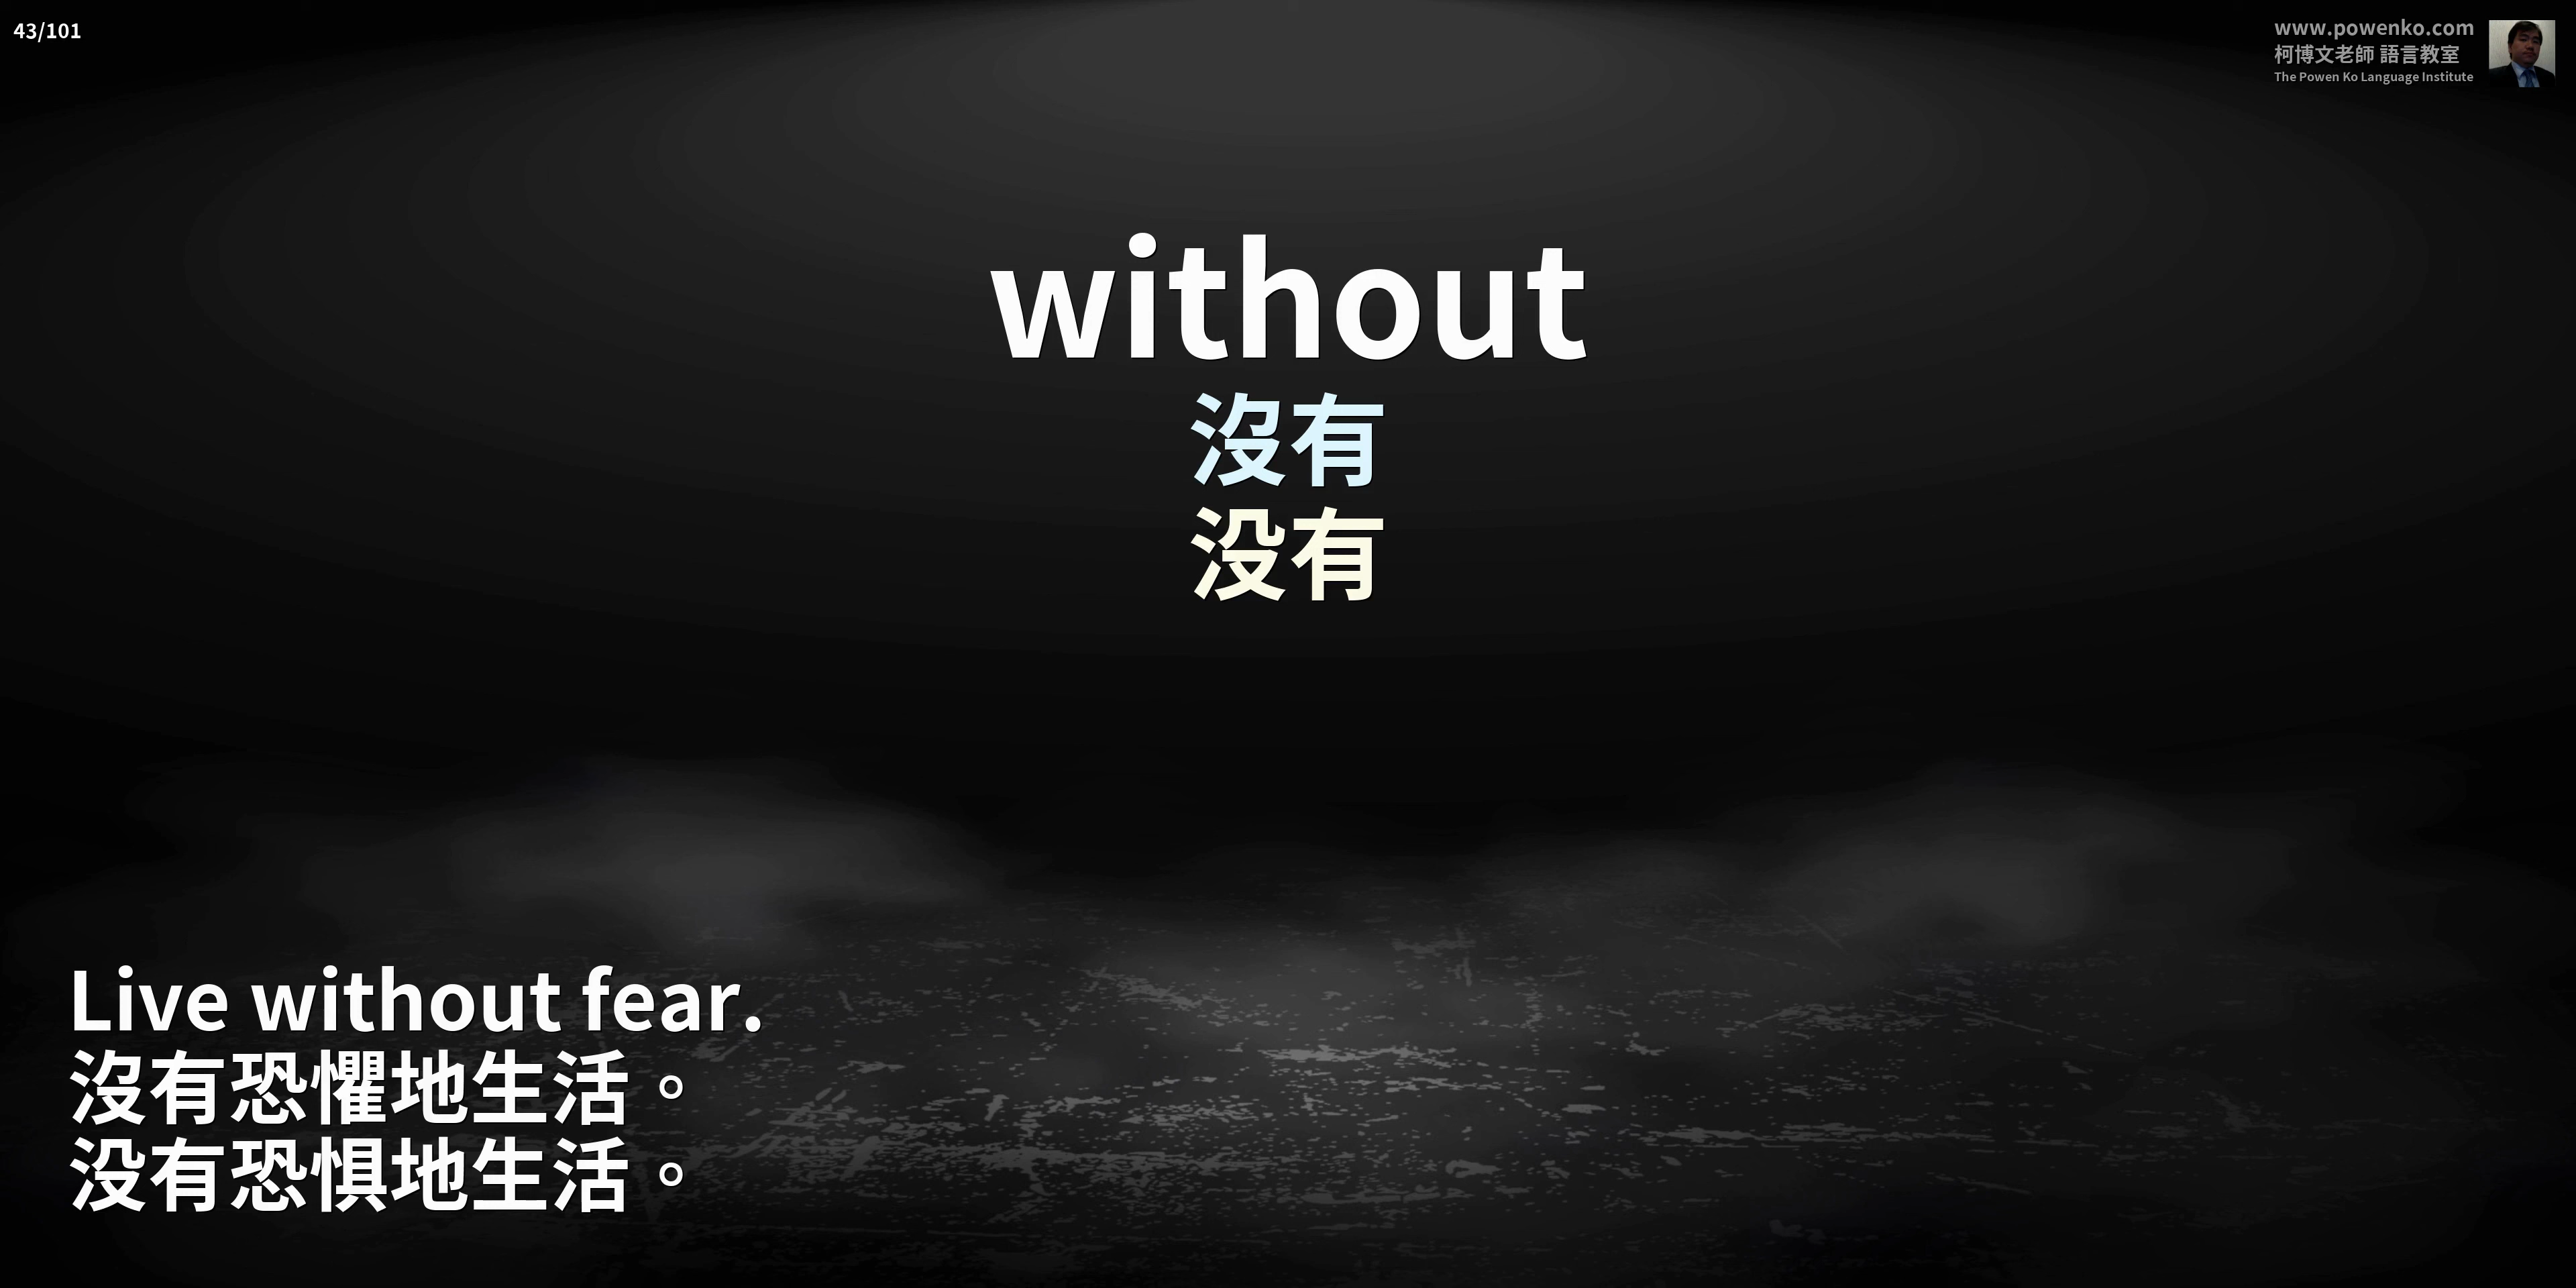 43/101
www.powenko.com
柯博文老師 語言教室
The Powen Ko Language Institute
without
沒有
没有
Live without fear.
沒有恐懼地生活。
没有恐惧地生活。